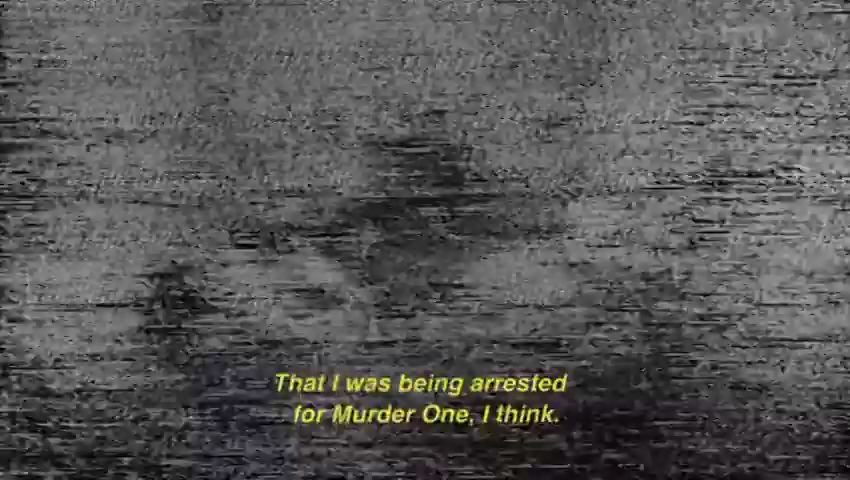 That I was being arrested
for Murder One, I think.